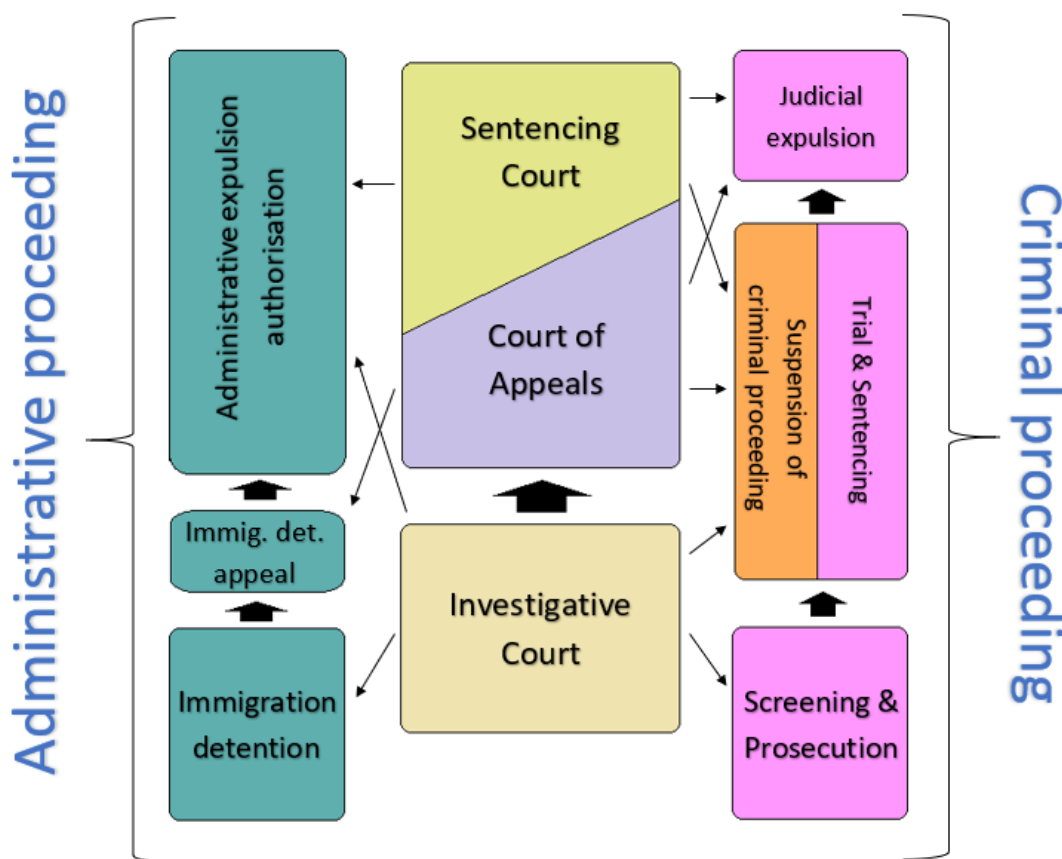 Administrative proceeding
Administrative expulsion
authorisation
Immig. det.
appeal
Immigration
detention
Sentencing
Court
Court of
Appeals
Investigative
Court
Judicial
expulsion
Suspension of
criminal proceeding
Trial & Sentencing
Screening &
Prosecution
Criminal proceeding